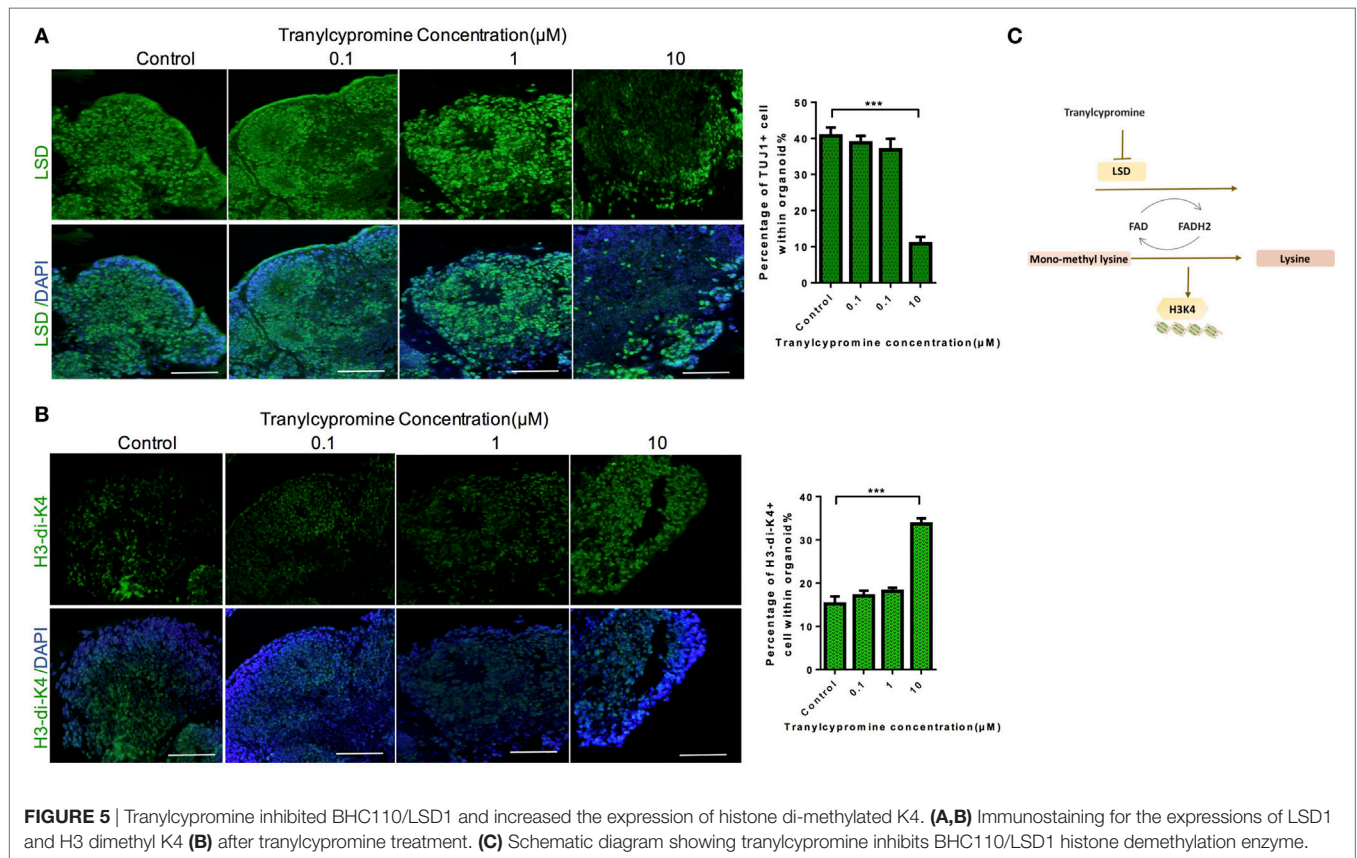 A
Tranylcypromine Concentration(µM)
Control 0.1 1 10
LSD
LSD /DAPI
Percentage of TUJ1+ cell
within organoid%
50
40
30
20
10
0
***
Control 0.1 0.1 10
Tranylcypromine concentration(µM)
C
Tranylcypromine
LSD
FAD FADH2
Mono-methyl lysine Lysine
H3K4
B
Tranylcypromine Concentration(µM)
Control 0.1 1 10
H3-di-K4
H3-di-K4 /DAPI
Percentage of H3-di-K4+
cell within organoid%
40
30
20
10
0
***
Control 0.1 1 10
Tranylcypromine concentration(µM)
FIGURE 5 | Tranylcypromine inhibited BHC110/LSD1 and increased the expression of histone di-methylated K4. (A,B) Immunostaining for the expressions of LSD1
and H3 dimethyl K4 (B) after tranylcypromine treatment. (C) Schematic diagram showing tranylcypromine inhibits BHC110/LSD1 histone demethylation enzyme.